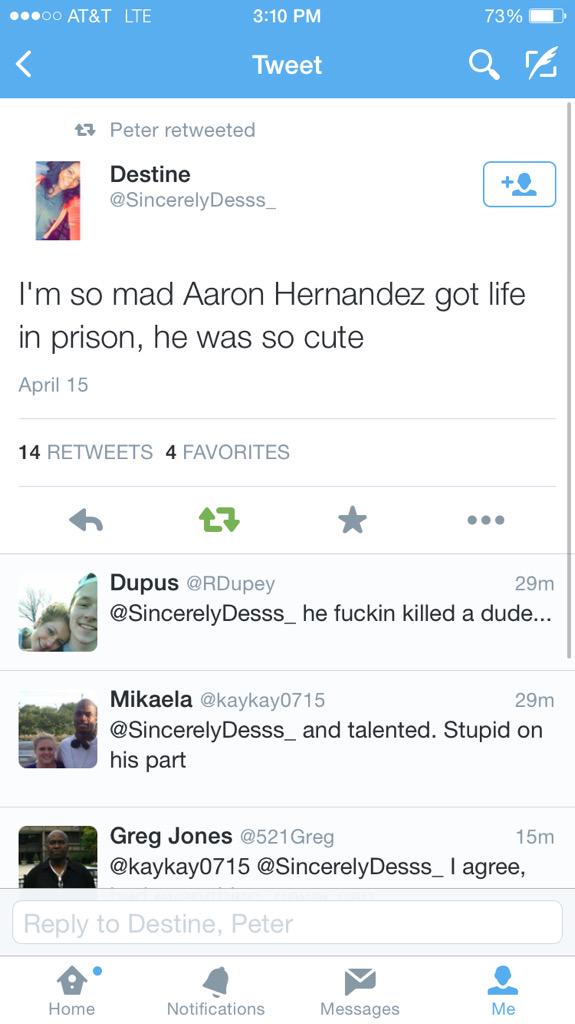 AT&T LTE 3:10 PM 73%
Tweet
Peter retweeted
Destine
@SincerelyDesss_
I'm so mad Aaron Hernandez got life
in prison, he was so cute
April 15
14 RETWEETS 4 FAVORITES
Dupus @RDupey 29m
@SincerelyDesss_ he fuckin killed a dude...
Mikaela @kaykay0715 29m
@SincerelyDesss_ and talented. Stupid on
his part
Greg Jones @521Greg 15m
@kaykay0715 @SincerelyDesss_ I agree,
Reply to Destine, Peter
Home Notifications Messages Me